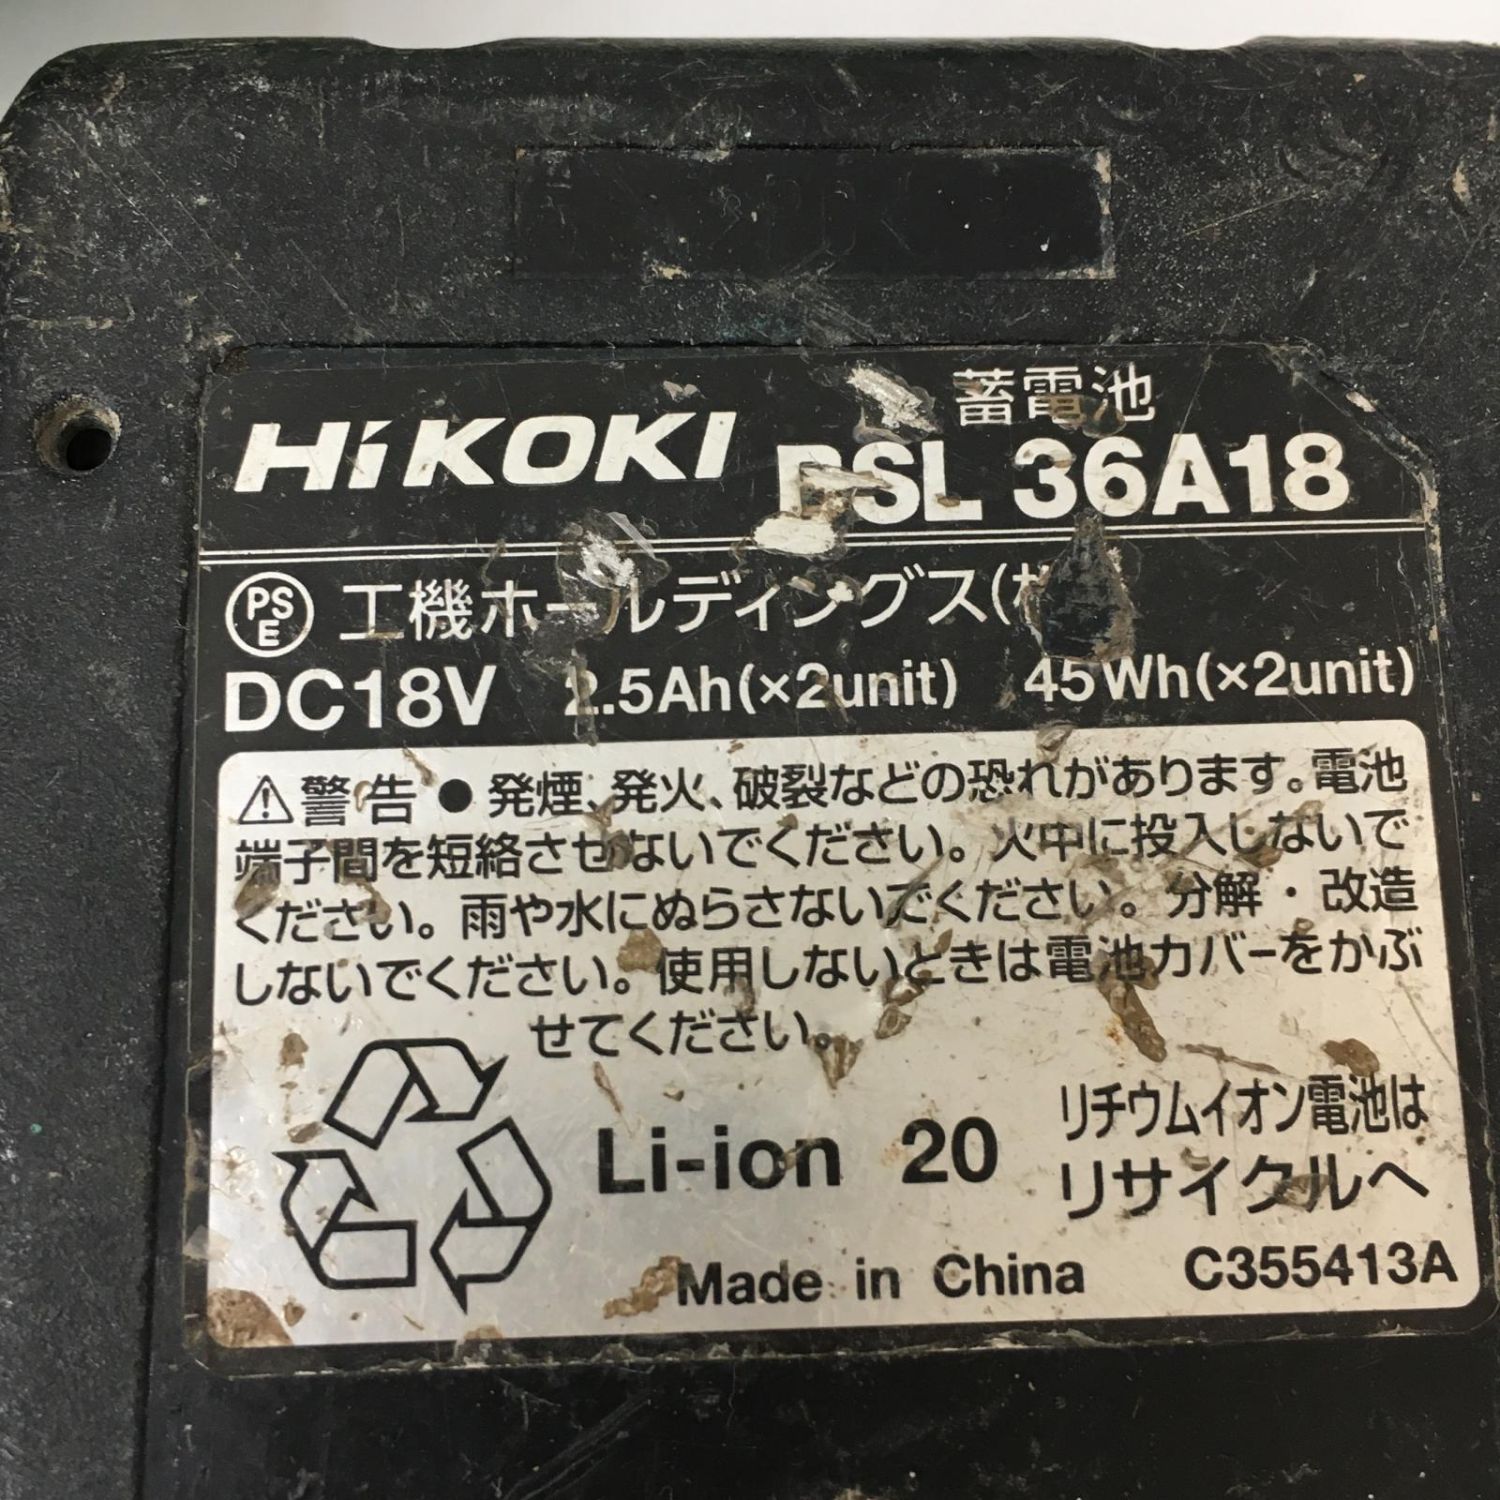 HiKOKI
蓄電池
BSL 36A18
PS
E
工機ホールディングス(株
DC18V 2.5Ah(×2unit) 45Wh(×2unit)
⚠警告 ● 発煙、発火、破裂などの恐れがあります。電池
端子間を短絡させないでください。火中に投入しないで
ください。雨や水にぬらさないでください。分解・改造
しないでください。使用しないときは電池カバーをかぶ
せてください。
Li-ion 20
リチウムイオン電池は
リサイクルへ
Made in China C355413A